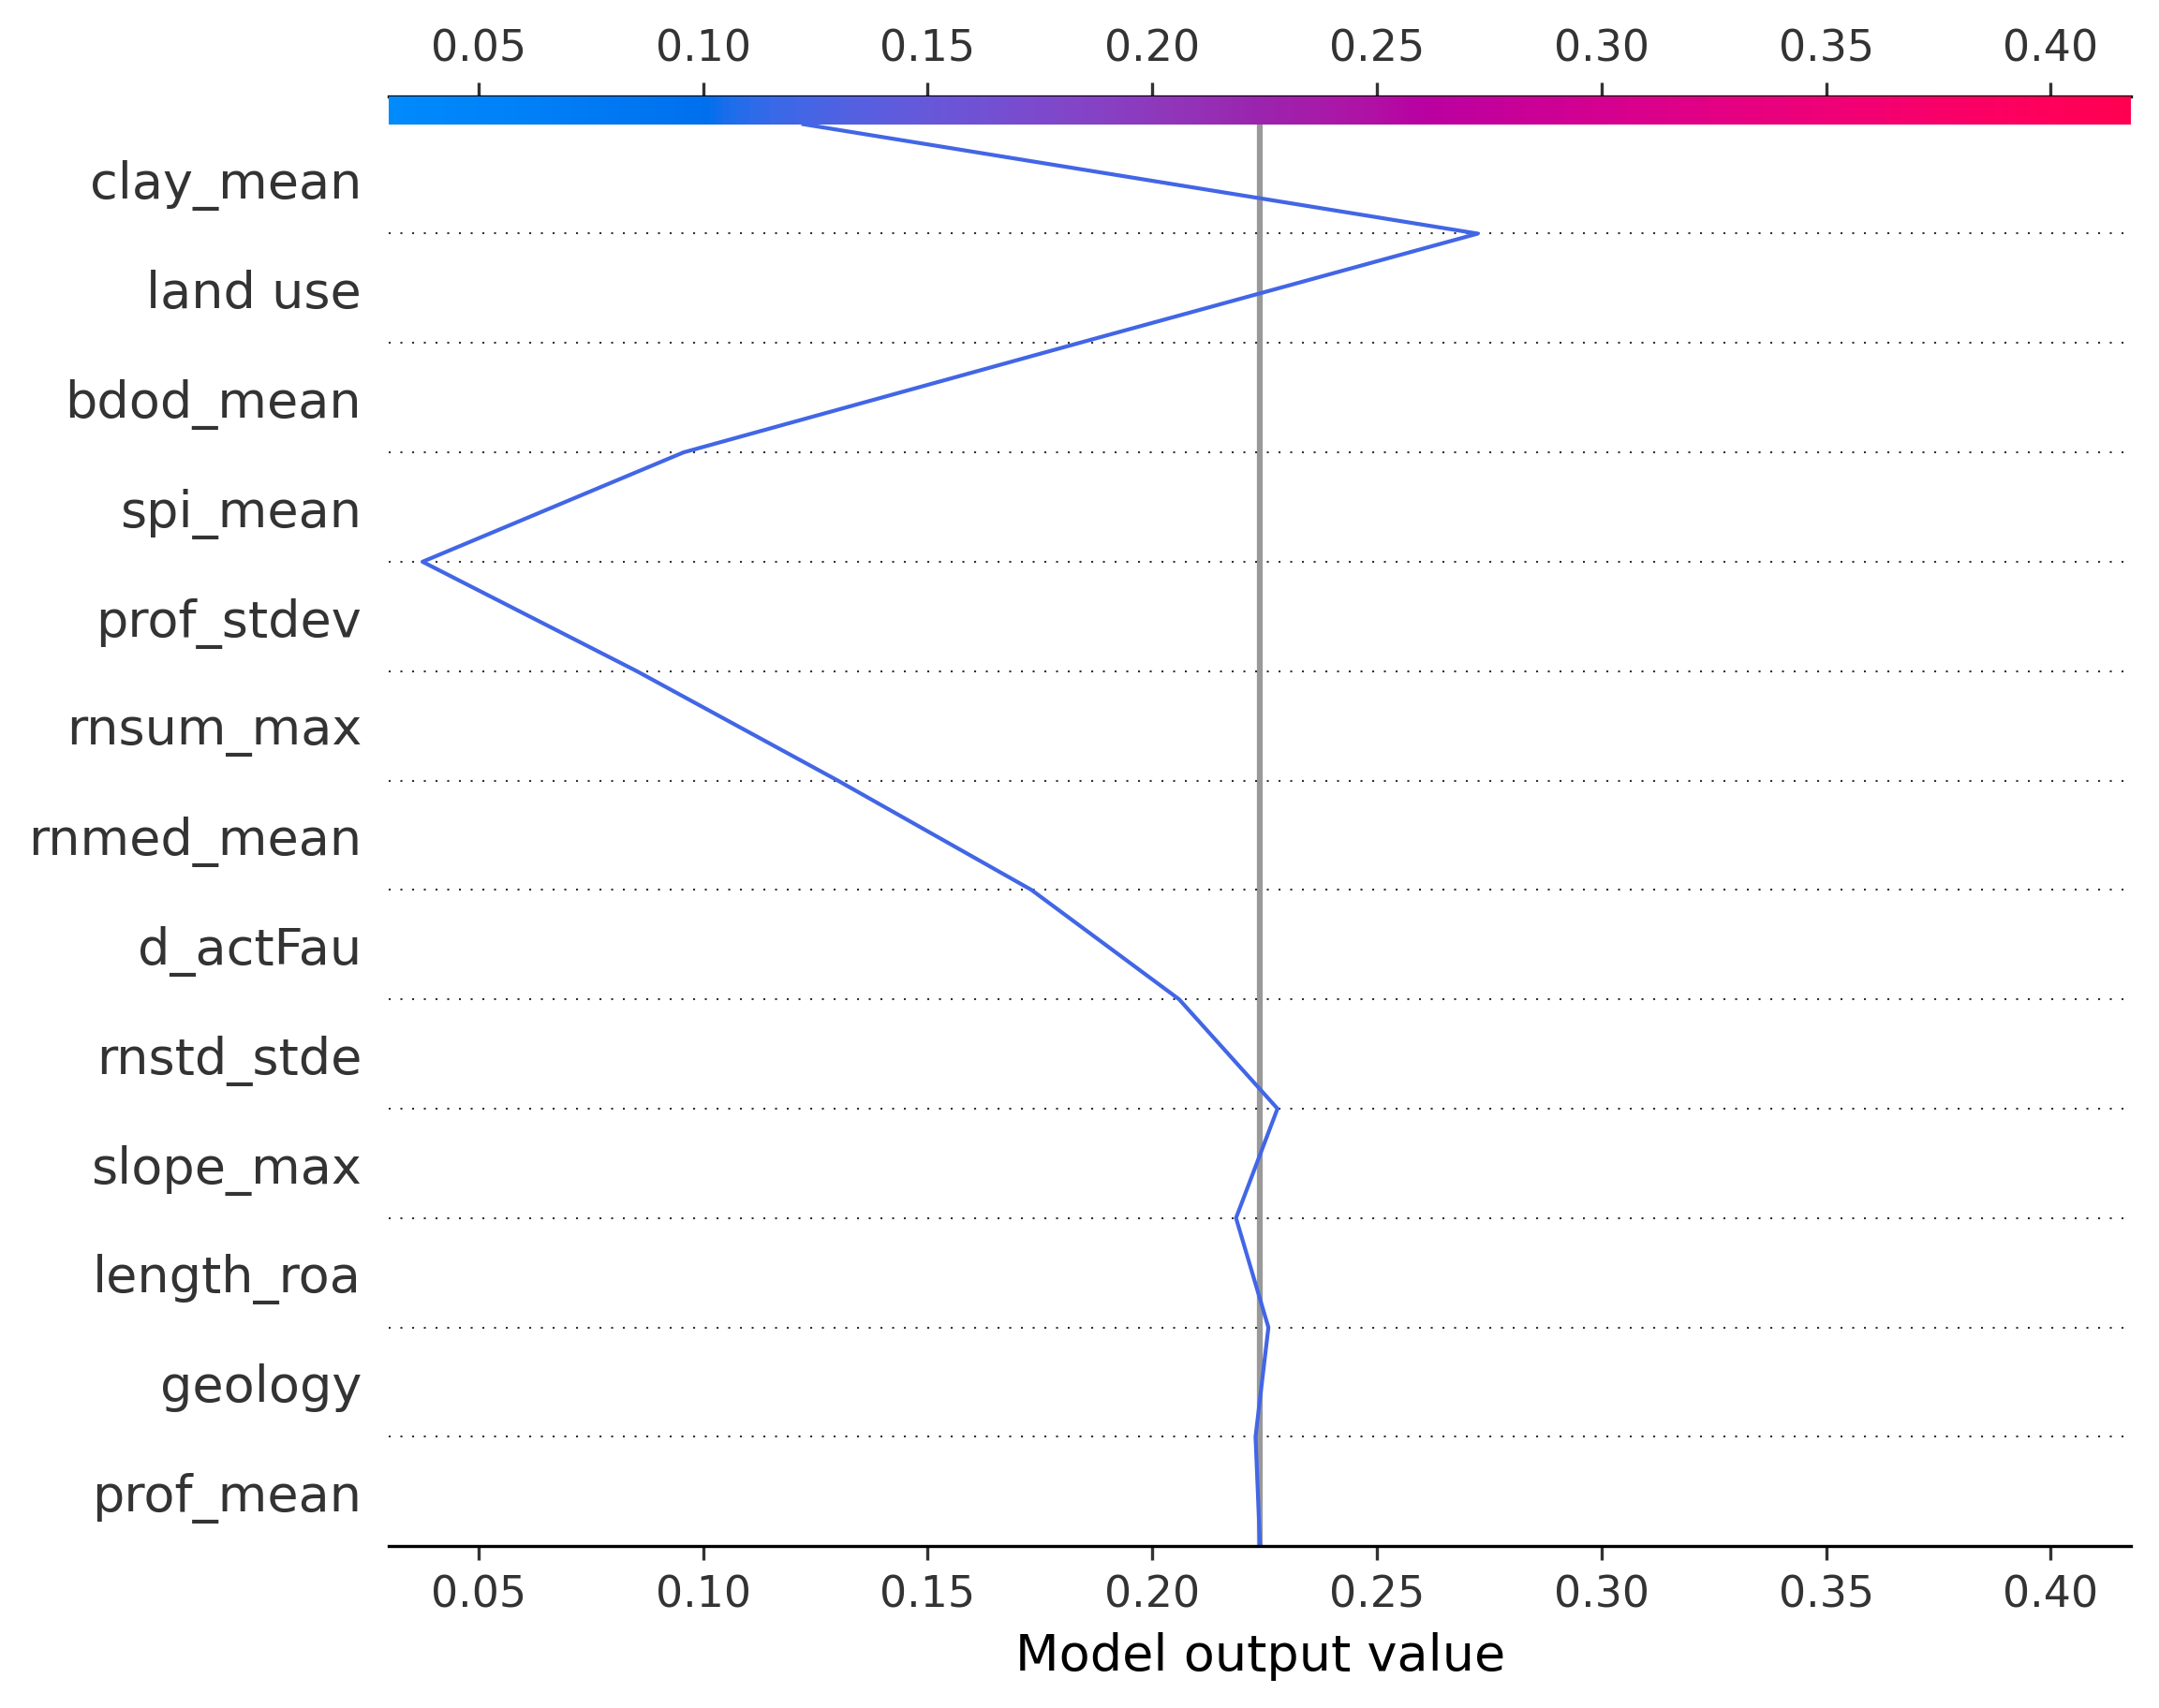 0.05 0.10 0.15 0.20 0.25 0.30 0.35 0.40
clay_mean
land use
bdod_mean
spi_mean
prof_stdev
rnsum_max
rnmed_mean
d_actFau
rnstd_stde
slope_max
length_roa
geology
prof_mean
0.05 0.10 0.15 0.20 0.25 0.30 0.35 0.40
Model output value